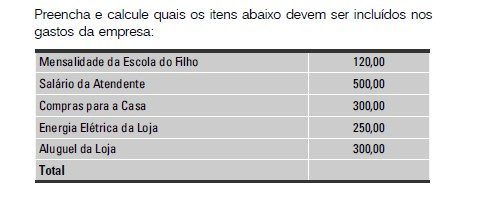 Preencha e calcule quais os itens abaixo devem ser incluídos nos
gastos da empresa:
Mensalidade da Escola do Filho 120,00
Salário da Atendente 500,00
Compras para a Casa 300,00
Energia Elétrica da Loja 250,00
Aluguel da Loja 300,00
Total